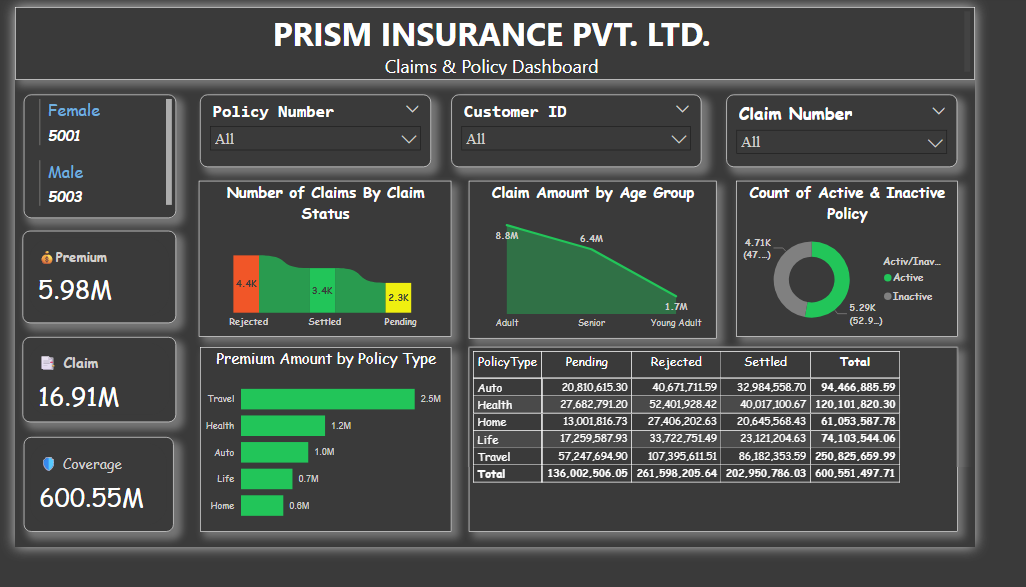 PRISM INSURANCE PVT. LTD.
Claims & Policy Dashboard
Female
5001
Male
5003
Policy Number
All
Customer ID
All
Claim Number
All
Premium
5.98M
Claim
16.91M
Coverage
600.55M
Number of Claims By Claim
Status
4.4K
3.4K
2.3K
Rejected Settled Pending
Claim Amount by Age Group
8.8M
6.4M
1.7M
Adult Senior Young Adult
Count of Active & Inactive
Policy
4.71K
(47....)
Activ/Inav...
Active
Inactive
5.29K
(52.9...)
Premium Amount by Policy Type
Travel 2.5M
Health 1.2M
Auto 1.0M
Life 0.7M
Home 0.6M
PolicyType Pending Rejected Settled Total
Auto 20,810,615.30 40,671,711.59 32,984,558.70 94,466,885.59
Health 27,682,791.20 52,401,928.42 40,017,100.67 120,101,820.30
Home 13,001,816.73 27,406,202.63 20,645,568.43 61,053,587.78
Life 17,259,587.93 33,722,751.49 23,121,204.63 74,103,544.06
Travel 57,247,694.90 107,395,611.51 86,182,353.59 250,825,659.99
Total 136,002,506.05 261,598,205.64 202,950,786.03 600,551,497.71